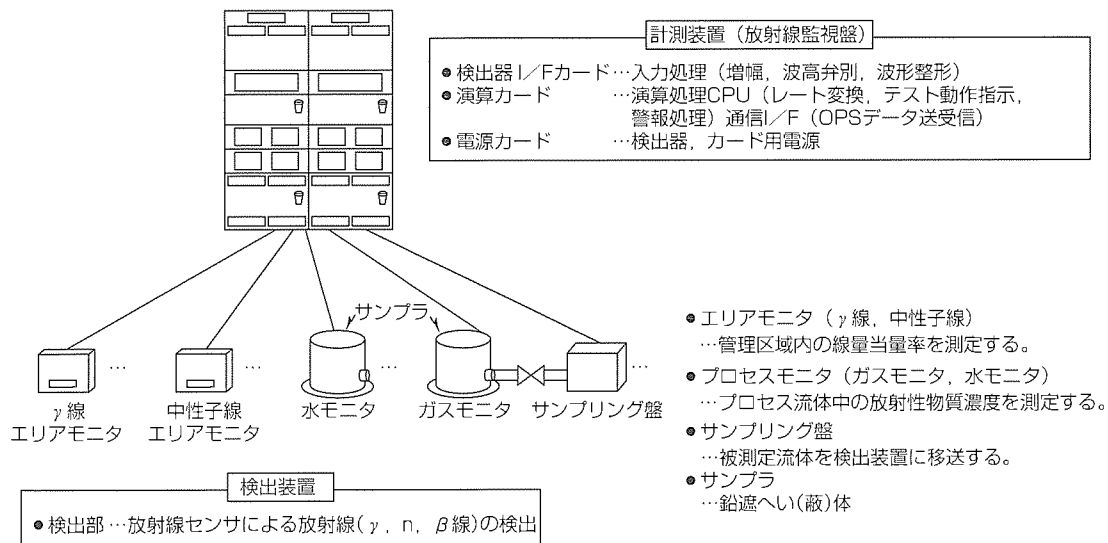 計測装置（放射線監視盤）
●検出器I／Fカード…入力処理（増幅，波高弁別，波形整形）
●演算カード　…演算処理CPU（レート変換，テスト動作指示，
警報処理）通信I／F（OPSデータ送受信）
●電源カード　…検出器，カード用電源
サンプラ
…
…
…
…
γ線
エリアモニタ
中性子線
エリアモニタ
水モニタ
ガスモニタ
サンプリング盤
●エリアモニタ（γ線，中性子線）
…管理区域内の線量当量率を測定する。
●プロセスモニタ（ガスモニタ，水モニタ）
…プロセス流体中の放射性物質濃度を測定する。
●サンプリング盤
…被測定流体を検出装置に移送する。
●サンプラ
…鉛遮へい(蔽)体
検出装置
●検出部…放射線センサによる放射線(γ，n，β線)の検出